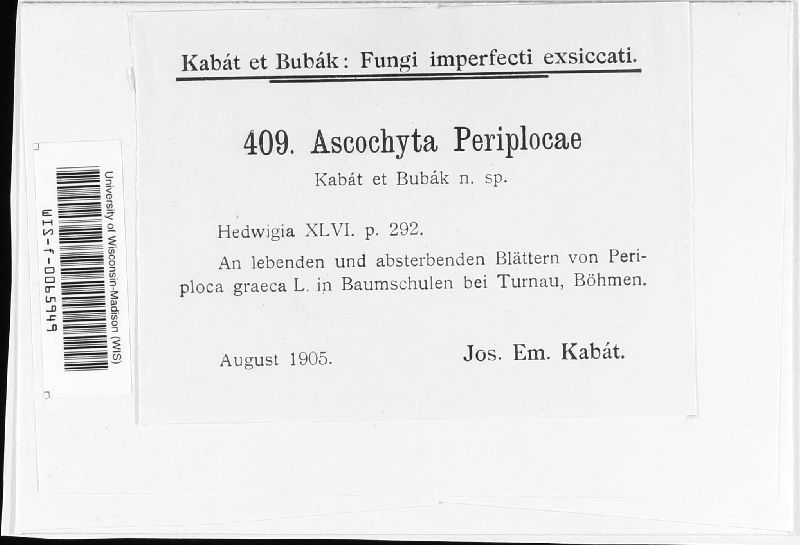 Kabát et Bubák: Fungi imperfecti exsiccati.
409. Ascochyta Periplocae
Kabát et Bubák n. sp.
Hedwigia XLVI. p. 292.
An lebenden und absterbenden Blättern von Peri-
ploca graeca L. in Baumschulen bei Turnau, Böhmen.
August 1905.
Jos. Em. Kabát.
University of Wisconsin-Madison (WIS)
WIS-f-0065949